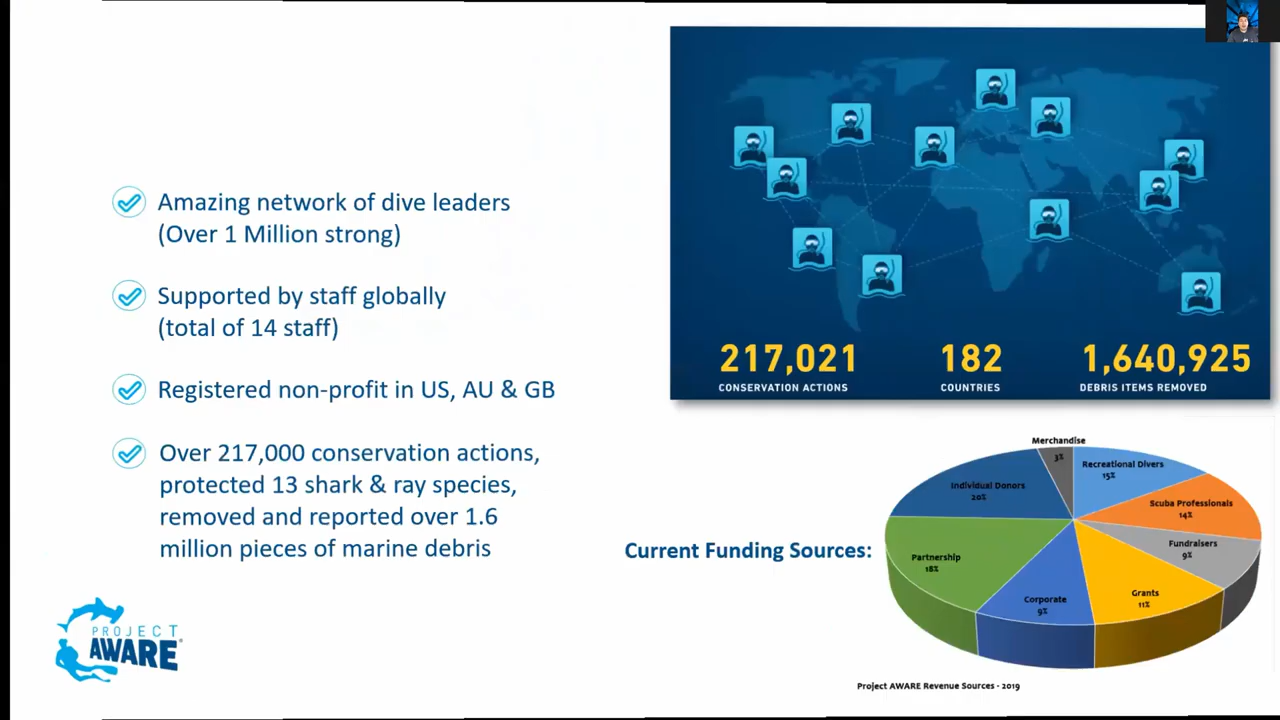 Amazing network of dive leaders
(Over 1 Million strong)
Supported by staff globally
(total of 14 staff)
Registered non-profit in US, AU & GB
Over 217,000 conservation actions,
protected 13 shark & ray species,
removed and reported over 1.6
million pieces of marine debris
PROJECT
AWARE®
217,021
CONSERVATION ACTIONS
182
COUNTRIES
1,640,925
DEBRIS ITEMS REMOVED
Current Funding Sources:
Merchandise
3%
Recreational Divers
15%
Scuba Professionals
14%
Fundraisers
9%
Grants
11%
Corporate
9%
Partnership
18%
Individual Donors
20%
Project AWARE Revenue Sources - 2019